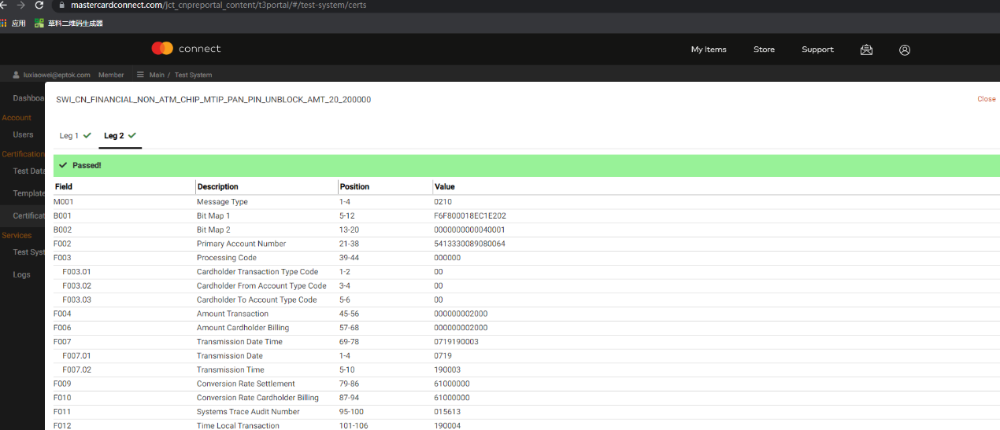 mastercardconnect.com/jct_cnpreportal_content/t3portal/#/test-system/certs
应用 草料二维码生成器
connect My Items Store Support
luxiaowei@eptok.com Member Main / Test System
Dashboa
SWI_CN_FINANCIAL_NON_ATM_CHIP_MTIP_PAN_PIN_UNBLOCK_AMT_20_200000 Close
Account
Users
Certification
Test Data
Template
Certificat
Services
Test Syst
Logs
Leg 1 Leg 2
Passed!
Field Description Position Value
M001 Message Type 1-4 0210
B001 Bit Map 1 5-12 F6F800018EC1E202
B002 Bit Map 2 13-20 0000000000040001
F002 Primary Account Number 21-38 5413330089080064
F003 Processing Code 39-44 000000
F003.01 Cardholder Transaction Type Code 1-2 00
F003.02 Cardholder From Account Type Code 3-4 00
F003.03 Cardholder To Account Type Code 5-6 00
F004 Amount Transaction 45-56 000000002000
F006 Amount Cardholder Billing 57-68 000000002000
F007 Transmission Date Time 69-78 0719190003
F007.01 Transmission Date 1-4 0719
F007.02 Transmission Time 5-10 190003
F009 Conversion Rate Settlement 79-86 61000000
F010 Conversion Rate Cardholder Billing 87-94 61000000
F011 Systems Trace Audit Number 95-100 015613
F012 Time Local Transaction 101-106 190004